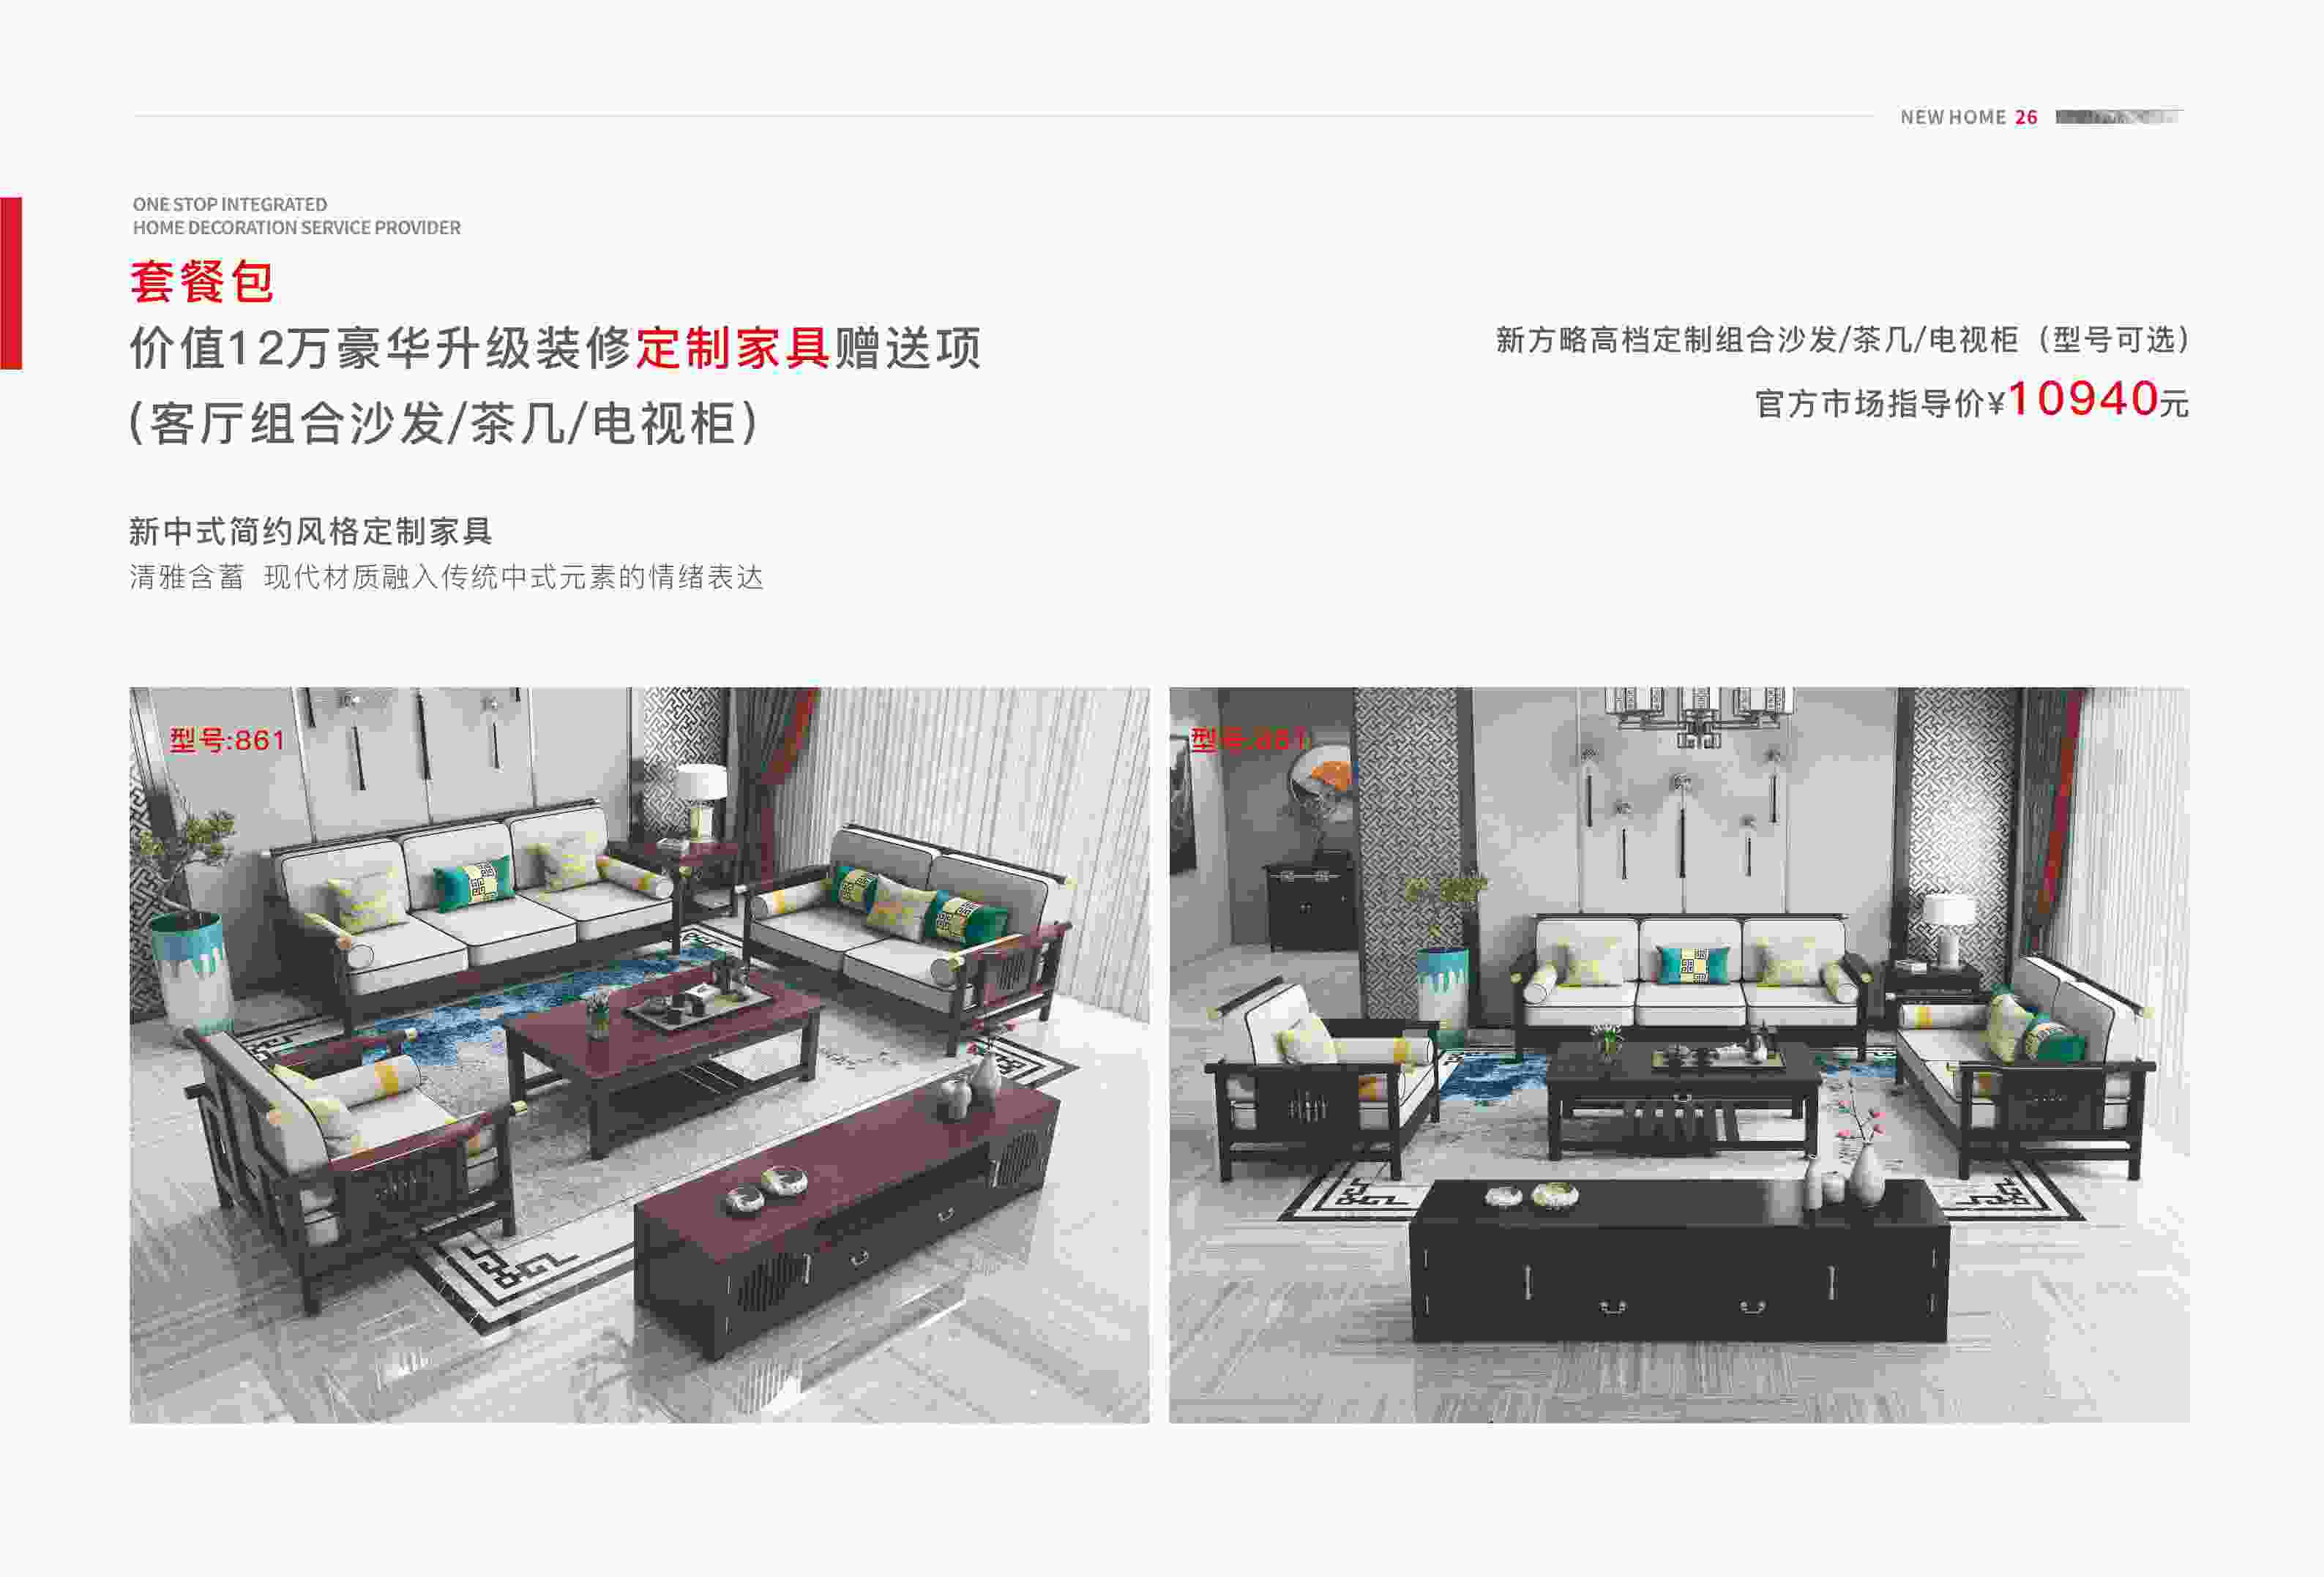 NEW HOME 26
ONE STOP INTEGRATED
HOME DECORATION SERVICE PROVIDER
套餐包
价值12万豪华升级装修定制家具赠送项
(客厅组合沙发/茶几/电视柜)
新方略高档定制组合沙发/茶几/电视柜（型号可选）
官方市场指导价¥10940元
新中式简约风格定制家具
清雅含蓄 现代材质融入传统中式元素的情绪表达
型号:861
型号:861